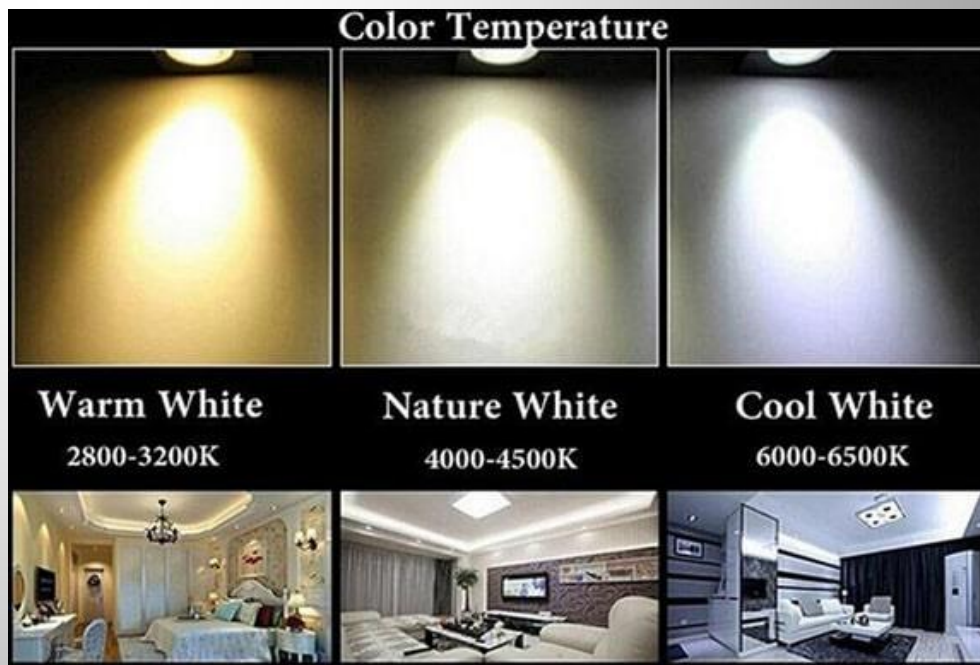 Color Temperature
Warm White
2800-3200K
Nature White
4000-4500K
Cool White
6000-6500K